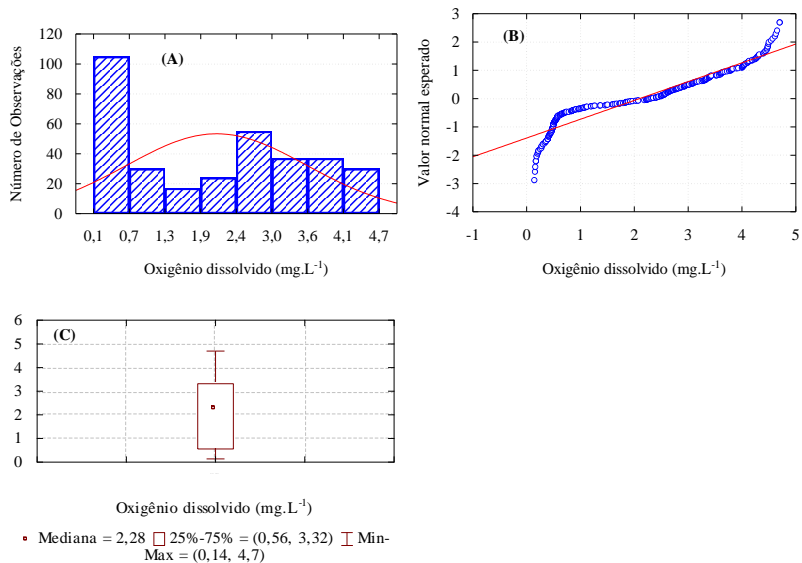 (A)
Número de Observações
120
100
80
60
40
20
0
0,1 0,7 1,3 1,9 2,4 3,0 3,6 4,1 4,7
Oxigênio dissolvido (mg.L-1)
(B)
Valor normal esperado
3
2
1
0
-1
-2
-3
-4
-1 0 1 2 3 4 5
Oxigênio dissolvido (mg.L-1)
(C)
6
5
4
3
2
1
0
Oxigênio dissolvido (mg.L-1)
Mediana = 2,28 25%-75% = (0,56, 3,32) Min-
Max = (0,14, 4,7)